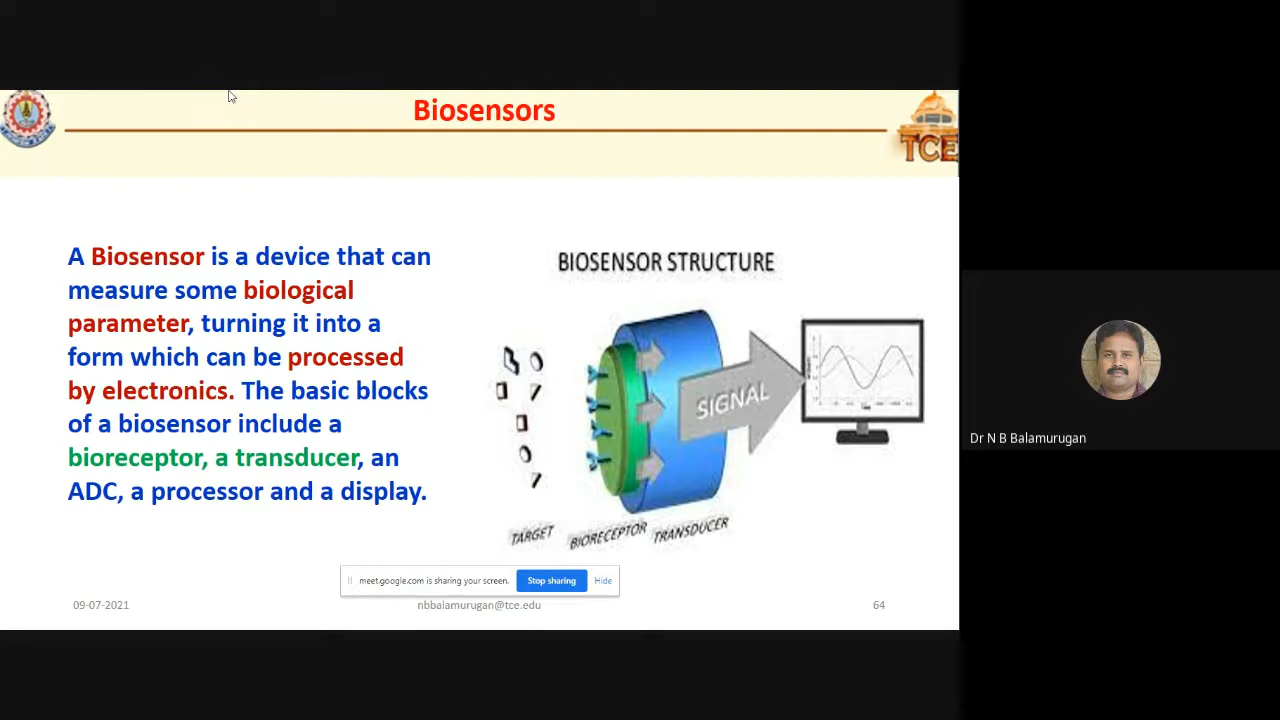 Biosensors
TCE
A Biosensor is a device that can
measure some biological
parameter, turning it into a
form which can be processed
by electronics. The basic blocks
of a biosensor include a
bioreceptor, a transducer, an
ADC, a processor and a display.
BIOSENSOR STRUCTURE
SIGNAL
TARGET
BIORECEPTOR
TRANSDUCER
meet.google.com is sharing your screen.
Stop sharing
Hide
09-07-2021
nbbalamurugan@tce.edu
64
Dr N B Balamurugan